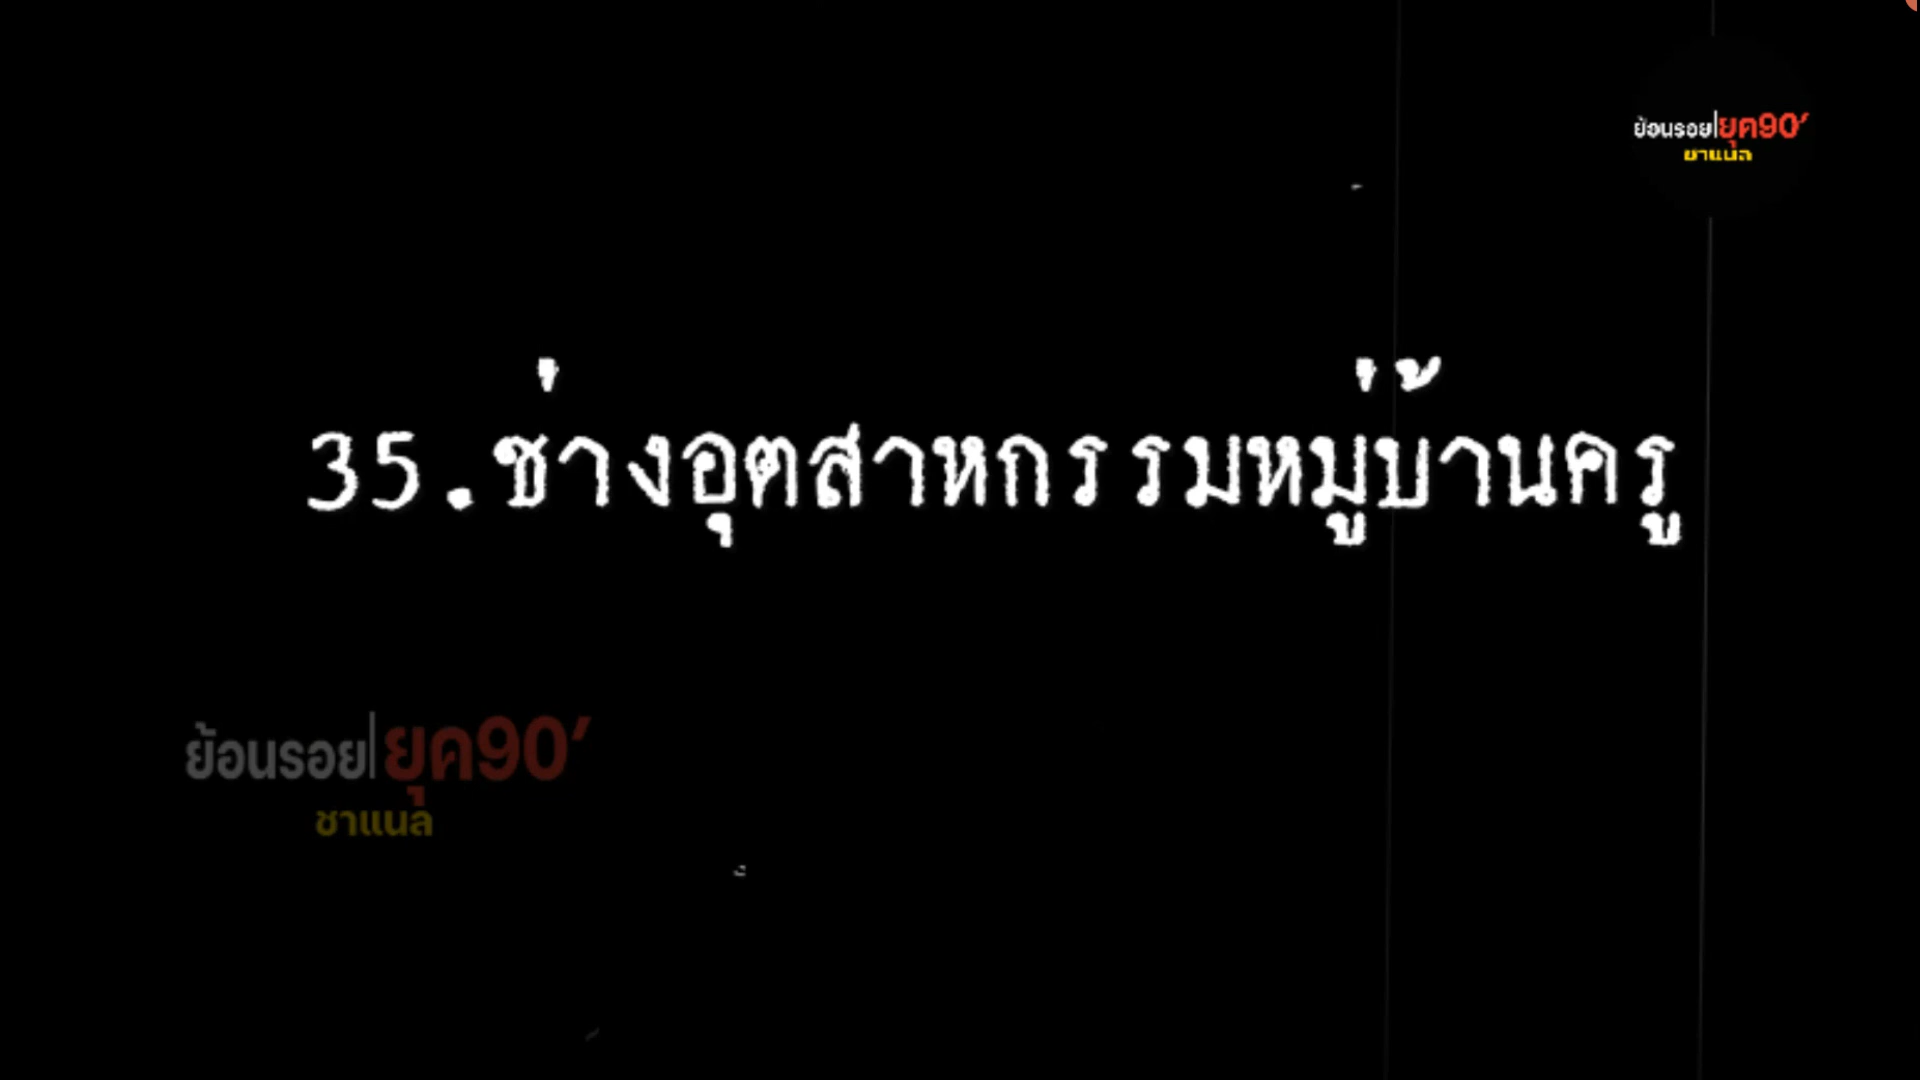 ย้อนรอย|ยุค90’
ชาแนล
35.ช่างอุตสาหกรรมหมู่บ้านครู
ย้อนรอย|ยุค90’
ชาแนล